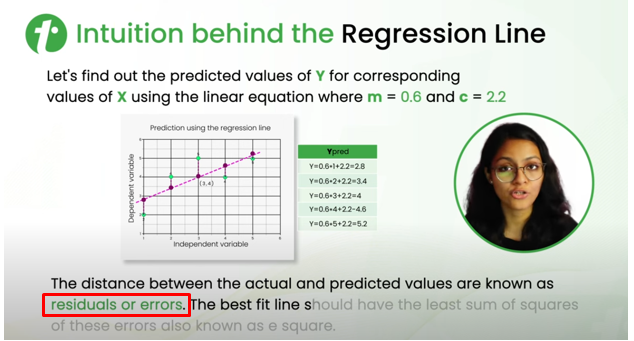 Intuition behind the Regression Line
Let's find out the predicted values of Y for corresponding
values of X using the linear equation where m = 0.6 and c = 2.2
Prediction using the regression line
Dependent variable
(3,4)
1
2
3
4
5
Independent variable
Ypred
Y=0.6*1+2.2=2.8
Y=0.6*2+2.2=3.4
Y=0.6*3+2.2=4
Y=0.6*4+2.2-4.6
Y=0.6*5+2.2=5.2
The distance between the actual and predicted values are known as
residuals or errors. The best fit line should have the least sum of squares
of these errors also known as e square.